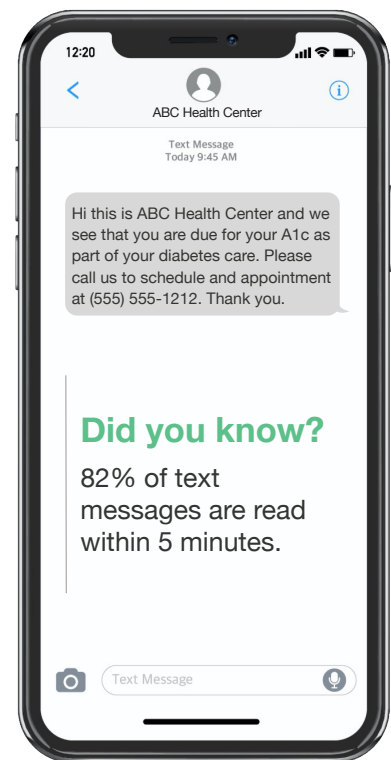 12:20
ABC Health Center
Text Message
Today 9:45 AM
Hi this is ABC Health Center and we
see that you are due for your A1c as
part of your diabetes care. Please
call us to schedule and appointment
at (555) 555-1212. Thank you.
Did you know?
82% of text
messages are read
within 5 minutes.
Text Message